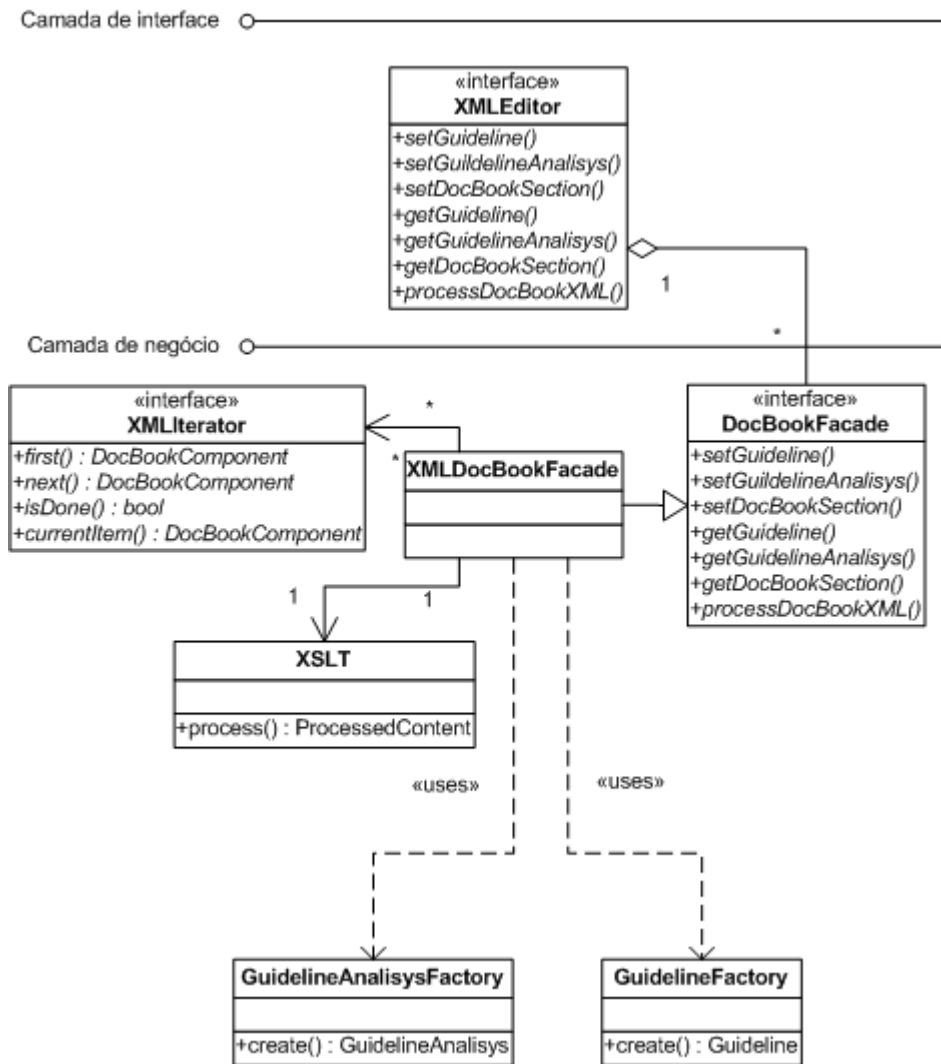 Camada de interface
«interface»
XMLEditor
+setGuideline()
+setGuildelineAnalisys()
+setDocBookSection()
+getGuideline()
+getGuidelineAnalisys()
+getDocBookSection()
+processDocBookXML()
1
*
Camada de negócio
«interface»
XMLIterator
+first() : DocBookComponent
+next() : DocBookComponent
+isDone() : bool
+currentItem() : DocBookComponent
*
*
XMLDocBookFacade
«interface»
DocBookFacade
+setGuideline()
+setGuildelineAnalisys()
+setDocBookSection()
+getGuideline()
+getGuidelineAnalisys()
+getDocBookSection()
+processDocBookXML()
1
1
XSLT
+process() : ProcessedContent
«uses»
«uses»
GuidelineAnalisysFactory
+create() : GuidelineAnalisys
GuidelineFactory
+create() : Guideline